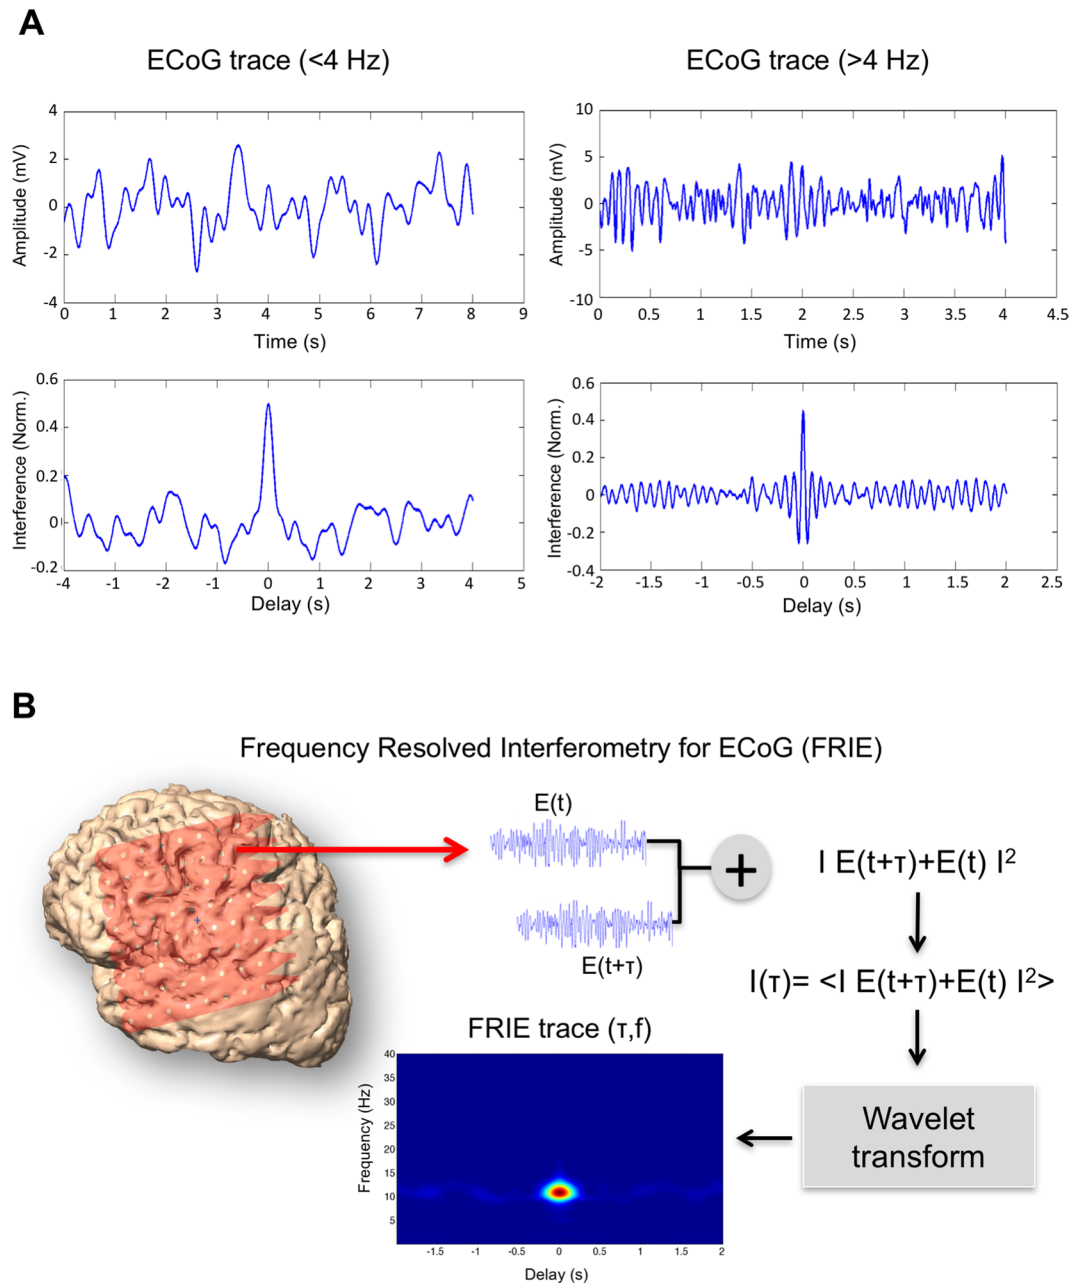 A
ECoG trace (<4 Hz)
ECoG trace (>4 Hz)
Amplitude (mV)
4
2
0
-2
-4
0 1 2 3 4 5 6 7 8 9
Time (s)
Amplitude (mV)
10
5
0
-5
-10
0 0.5 1 1.5 2 2.5 3 3.5 4 4.5
Time (s)
Interference (Norm.)
0.6
0.4
0.2
0
-0.2
-4 -2 -1 -1 0 1 2 3 4 5
Delay (s)
Interference (Norm.)
0.6
0.4
0.2
0
-0.2
-0.4
-2 -1.5 -1 -0.5 0 0.5 1 1.5 2 2.5
Delay (s)
B
Frequency Resolved Interferometry for ECoG (FRIE)
E(t)
E(t+τ)
+
I E(t+τ)+E(t) I²
I(τ)= <I E(t+τ)+E(t) I²>
Wavelet
transform
FRIE trace (τ,f)
Frequency (Hz)
40
35
30
25
20
15
10
5
-1.5 -1 -0.5 0 0.5 1 1.5 2
Delay (s)